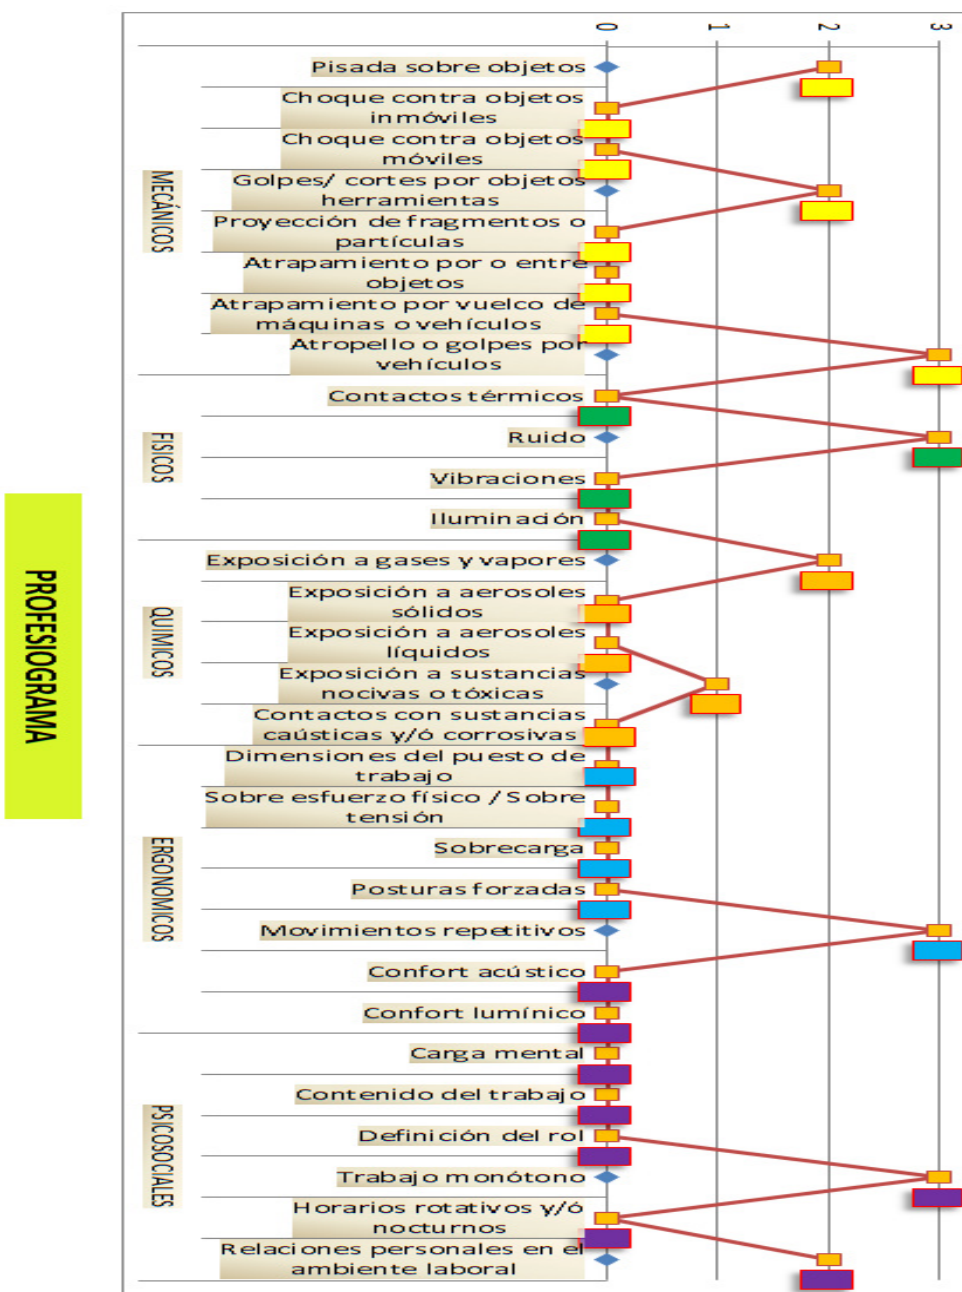 PROFESIOGRAMA
0
1
2
3
MECÁNICOS
Pisada sobre objetos
Choque contra objetos
inmóviles
Choque contra objetos
móviles
Golpes/ cortes por objetos
herramientas
Proyección de fragmentos o
partículas
Atrapamiento por o entre
objetos
Atrapamiento por vuelco de
máquinas o vehículos
Atropello o golpes por
vehículos
FISICOS
Contactos térmicos
Ruido
Vibraciones
Iluminación
QUIMICOS
Exposición a gases y vapores
Exposición a aerosoles
sólidos
Exposición a aerosoles
líquidos
Exposición a sustancias
nocivas o tóxicas
Contactos con sustancias
caústicas y/ó corrosivas
ERGONOMICOS
Dimensiones del puesto de
trabajo
Sobre esfuerzo físico / Sobre
tensión
Sobrecarga
Posturas forzadas
Movimientos repetitivos
Confort acústico
Confort lumínico
PSICOSOCIALES
Carga mental
Contenido del trabajo
Definición del rol
Trabajo monótono
Horarios rotativos y/ó
nocturnos
Relaciones personales en el
ambiente laboral